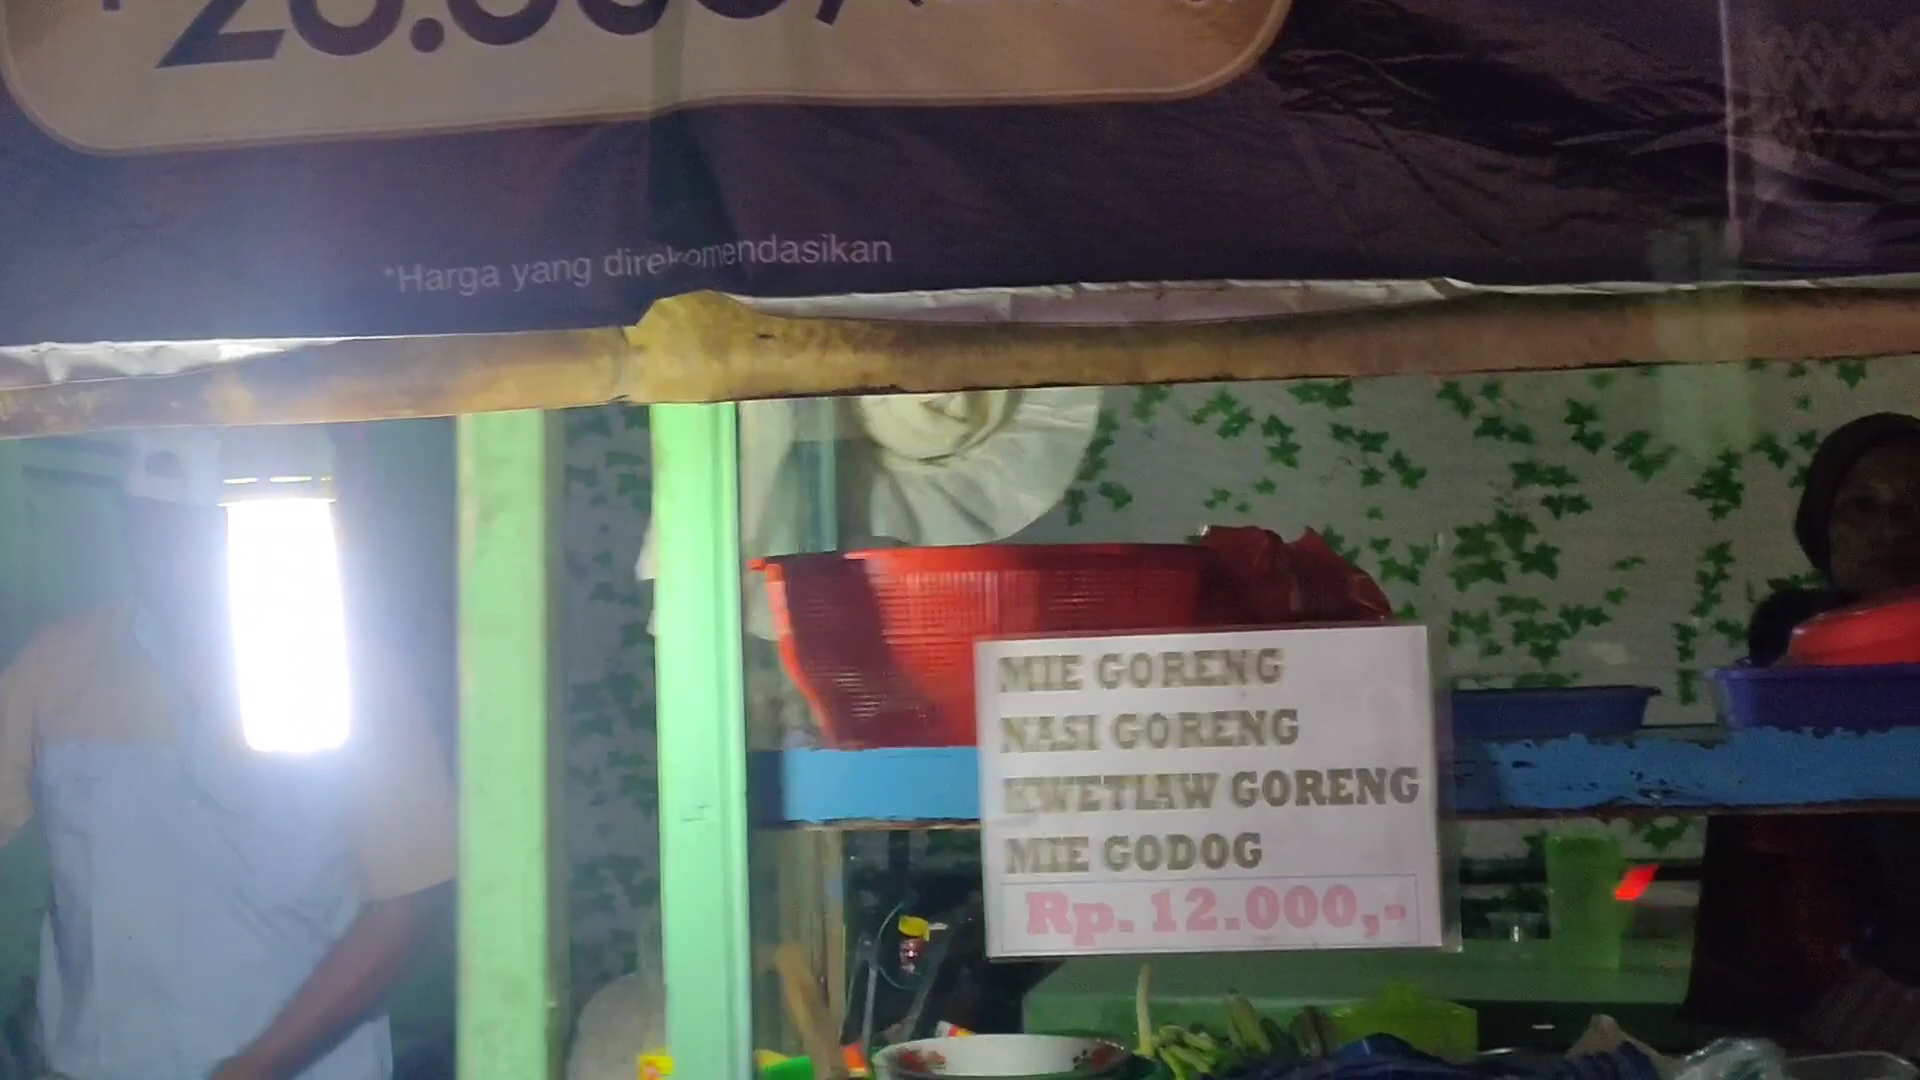 *Harga yang direkomendasikan
MIE GORENG
NASI GORENG
KWETIAW GORENG
MIE GODOG
Rp. 12.000,-